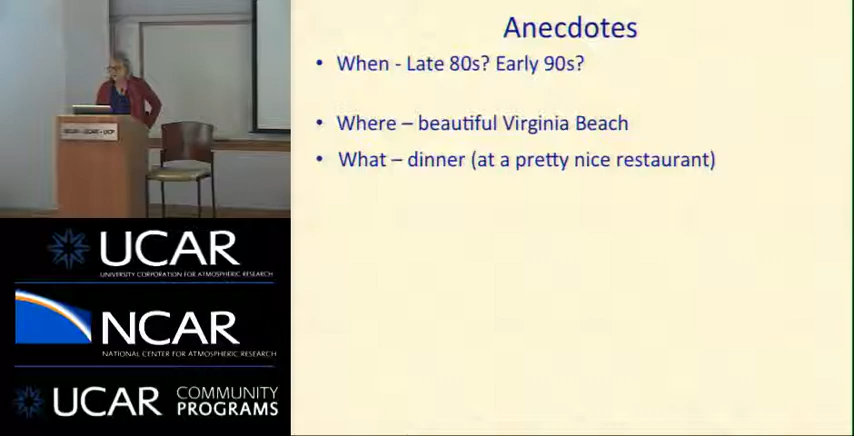 Anecdotes
• When - Late 80s? Early 90s?
• Where – beautiful Virginia Beach
• What – dinner (at a pretty nice restaurant)
UCAR
UNIVERSITY CORPORATION FOR ATMOSPHERIC RESEARCH
NCAR
NATIONAL CENTER FOR ATMOSPHERIC RESEARCH
UCAR COMMUNITY PROGRAMS